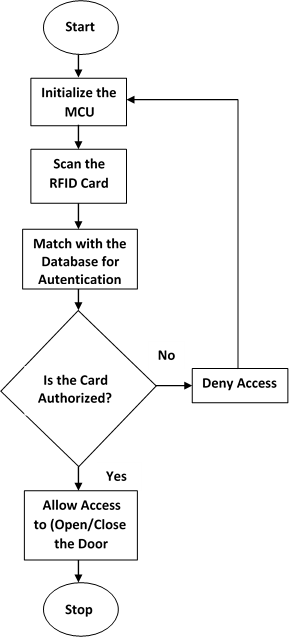 Start
Initialize the
MCU
Scan the
RFID Card
Match with the
Database for
Autentication
No
Is the Card
Authorized?
Deny Access
Yes
Allow Access
to (Open/Close
the Door
Stop